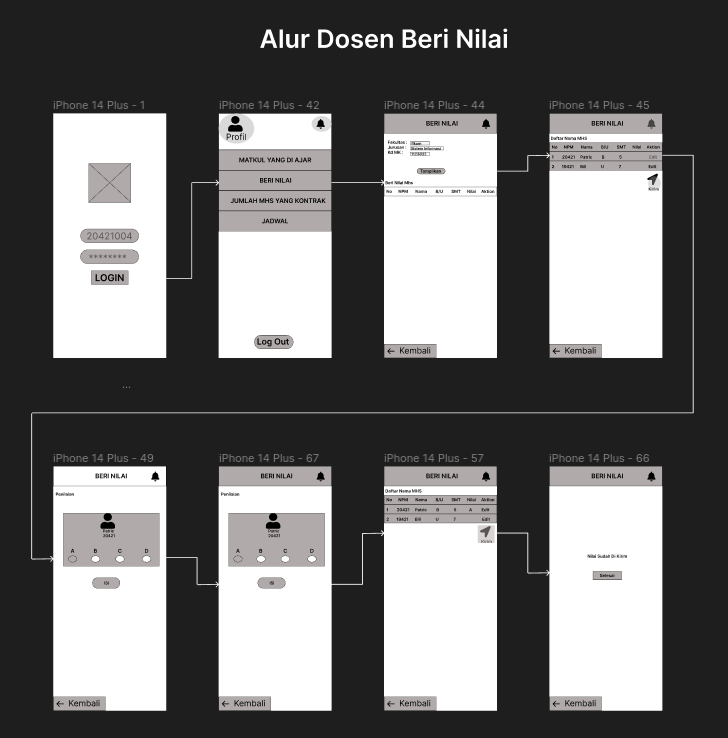 Alur Dosen Beri Nilai
iPhone 14 Plus - 1
20421004
********
LOGIN
iPhone 14 Plus - 42
Profil
MATKUL YANG DI AJAR
BERI NILAI
JUMLAH MHS YANG KONTRAK
JADWAL
Log Out
iPhone 14 Plus - 44
BERI NILAI
Fakultas :
Jurusan : Sistem Informasi
Kd MK :
Tampilkan
Beri Nilai Mhs
No NPM Nama B/U SMT Nilai Aktion
← Kembali
iPhone 14 Plus - 45
BERI NILAI
Daftar Nama MHS
No NPM Nama B/U SMT Nilai Aktion
1 20421 Patric B 5 Edit
2 19421 Bili U 7 Edit
Kirim
← Kembali
...
iPhone 14 Plus - 49
BERI NILAI
Penilaian
Patric
20421
A B C D
ISI
← Kembali
iPhone 14 Plus - 67
BERI NILAI
Penilaian
Patric
20421
A B C D
ISI
← Kembali
iPhone 14 Plus - 57
BERI NILAI
Daftar Nama MHS
No NPM Nama B/U SMT Nilai Aktion
1 20421 Patric B 5 A Edit
2 19421 Bili U 7 Edit
Kirim
← Kembali
iPhone 14 Plus - 66
BERI NILAI
Nilai Sudah Di Kirim
Selesai
← Kembali